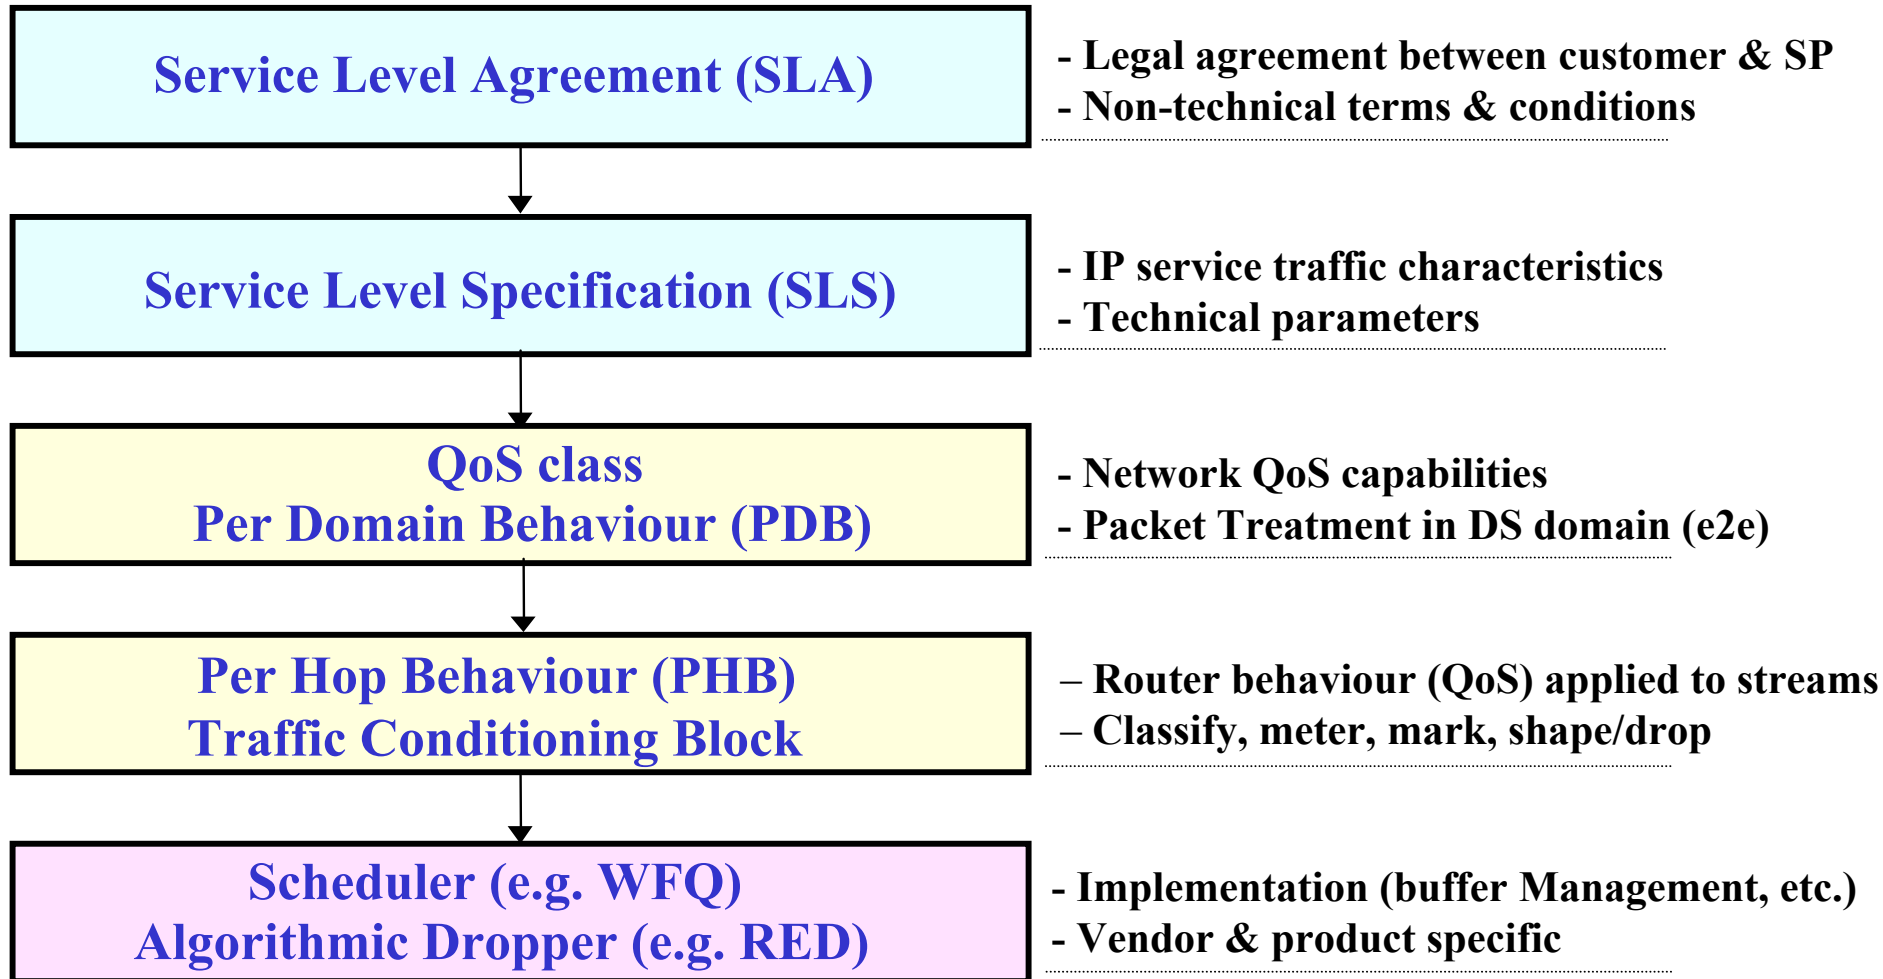 Service Level Agreement (SLA)
- Legal agreement between customer & SP
- Non-technical terms & conditions
Service Level Specification (SLS)
- IP service traffic characteristics
- Technical parameters
QoS class
Per Domain Behaviour (PDB)
- Network QoS capabilities
- Packet Treatment in DS domain (e2e)
Per Hop Behaviour (PHB)
Traffic Conditioning Block
– Router behaviour (QoS) applied to streams
– Classify, meter, mark, shape/drop
Scheduler (e.g. WFQ)
Algorithmic Dropper (e.g. RED)
- Implementation (buffer Management, etc.)
- Vendor & product specific